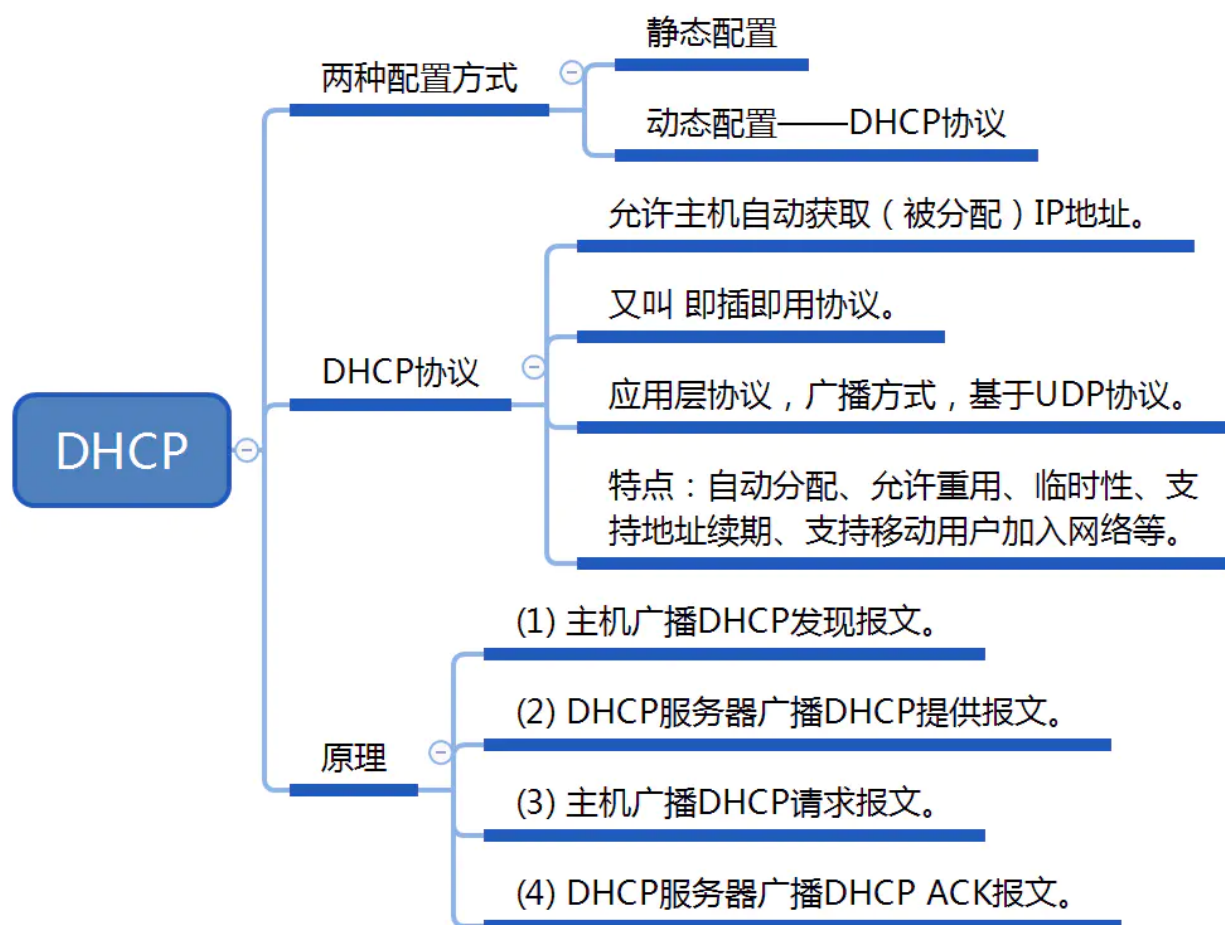 DHCP
两种配置方式
静态配置
动态配置——DHCP协议
DHCP协议
允许主机自动获取（被分配）IP地址。
又叫 即插即用协议。
应用层协议，广播方式，基于UDP协议。
特点：自动分配、允许重用、临时性、支
持地址续期、支持移动用户加入网络等。
原理
(1) 主机广播DHCP发现报文。
(2) DHCP服务器广播DHCP提供报文。
(3) 主机广播DHCP请求报文。
(4) DHCP服务器广播DHCP ACK报文。